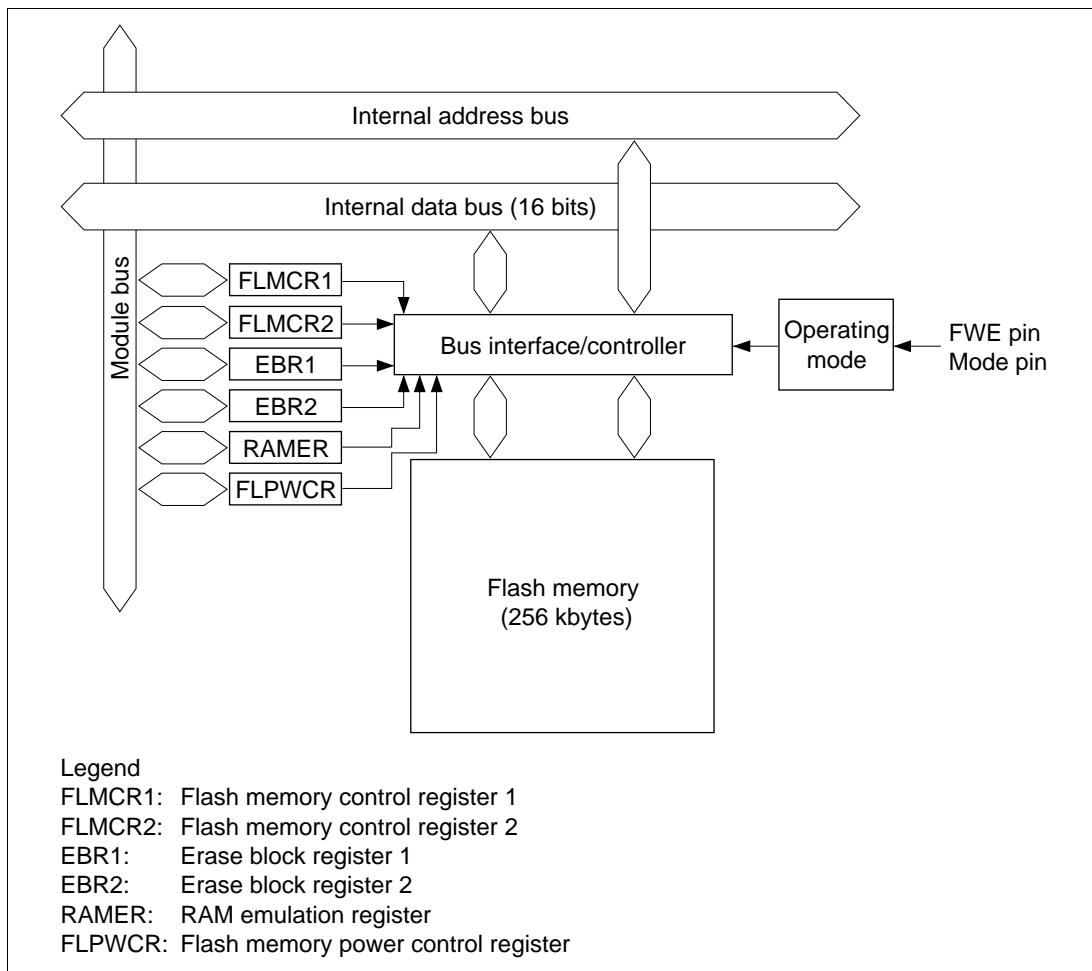 Internal address bus
Internal data bus (16 bits)
Module bus
FLMCR1
FLMCR2
EBR1
EBR2
RAMER
FLPWCR
Bus interface/controller
Operating
mode
FWE pin
Mode pin
Flash memory
(256 kbytes)
Legend
FLMCR1: Flash memory control register 1
FLMCR2: Flash memory control register 2
EBR1: Erase block register 1
EBR2: Erase block register 2
RAMER: RAM emulation register
FLPWCR: Flash memory power control register